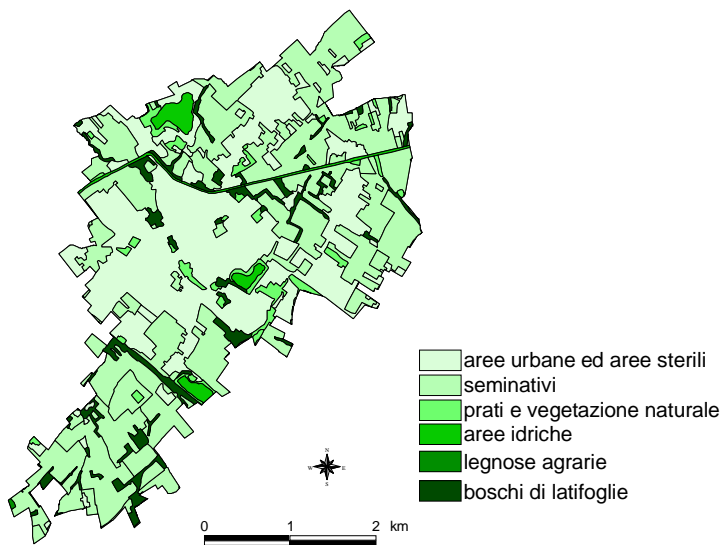 aree urbane ed aree sterili
seminativi
prati e vegetazione naturale
aree idriche
legnose agrarie
boschi di latifoglie
N
W E
S
0 1 2 km